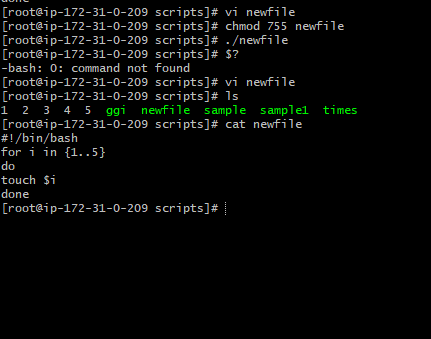 done
[root@ip-172-31-0-209 scripts]# vi newfile
[root@ip-172-31-0-209 scripts]# chmod 755 newfile
[root@ip-172-31-0-209 scripts]# ./newfile
[root@ip-172-31-0-209 scripts]# $?
-bash: 0: command not found
[root@ip-172-31-0-209 scripts]# vi newfile
[root@ip-172-31-0-209 scripts]# ls
1  2  3  4  5  ggi  newfile  sample  sample1  times
[root@ip-172-31-0-209 scripts]# cat newfile
#!/bin/bash
for i in {1..5}
do
touch $i
done
[root@ip-172-31-0-209 scripts]#